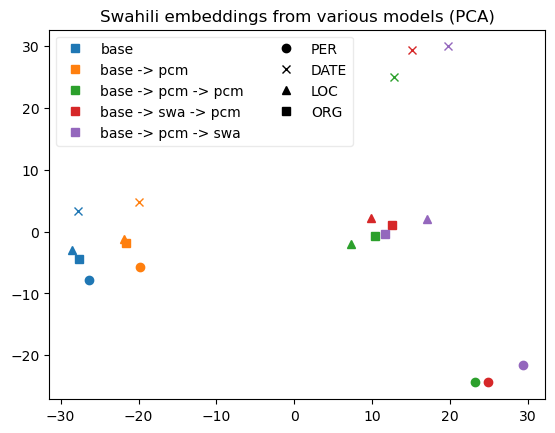 Swahili embeddings from various models (PCA)
30
20
10
0
−10
−20
−30
−20
−10
0
10
20
30
base
base -> pcm
base -> pcm -> pcm
base -> swa -> pcm
base -> pcm -> swa
PER
DATE
LOC
ORG